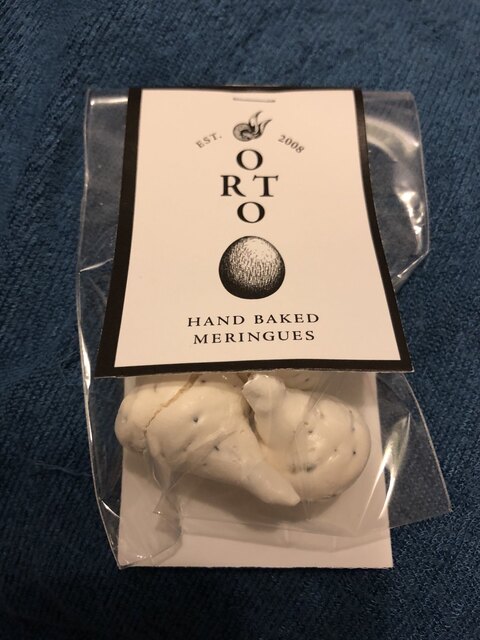 EST. 2008
O
RT
O
HAND BAKED
MERINGUES